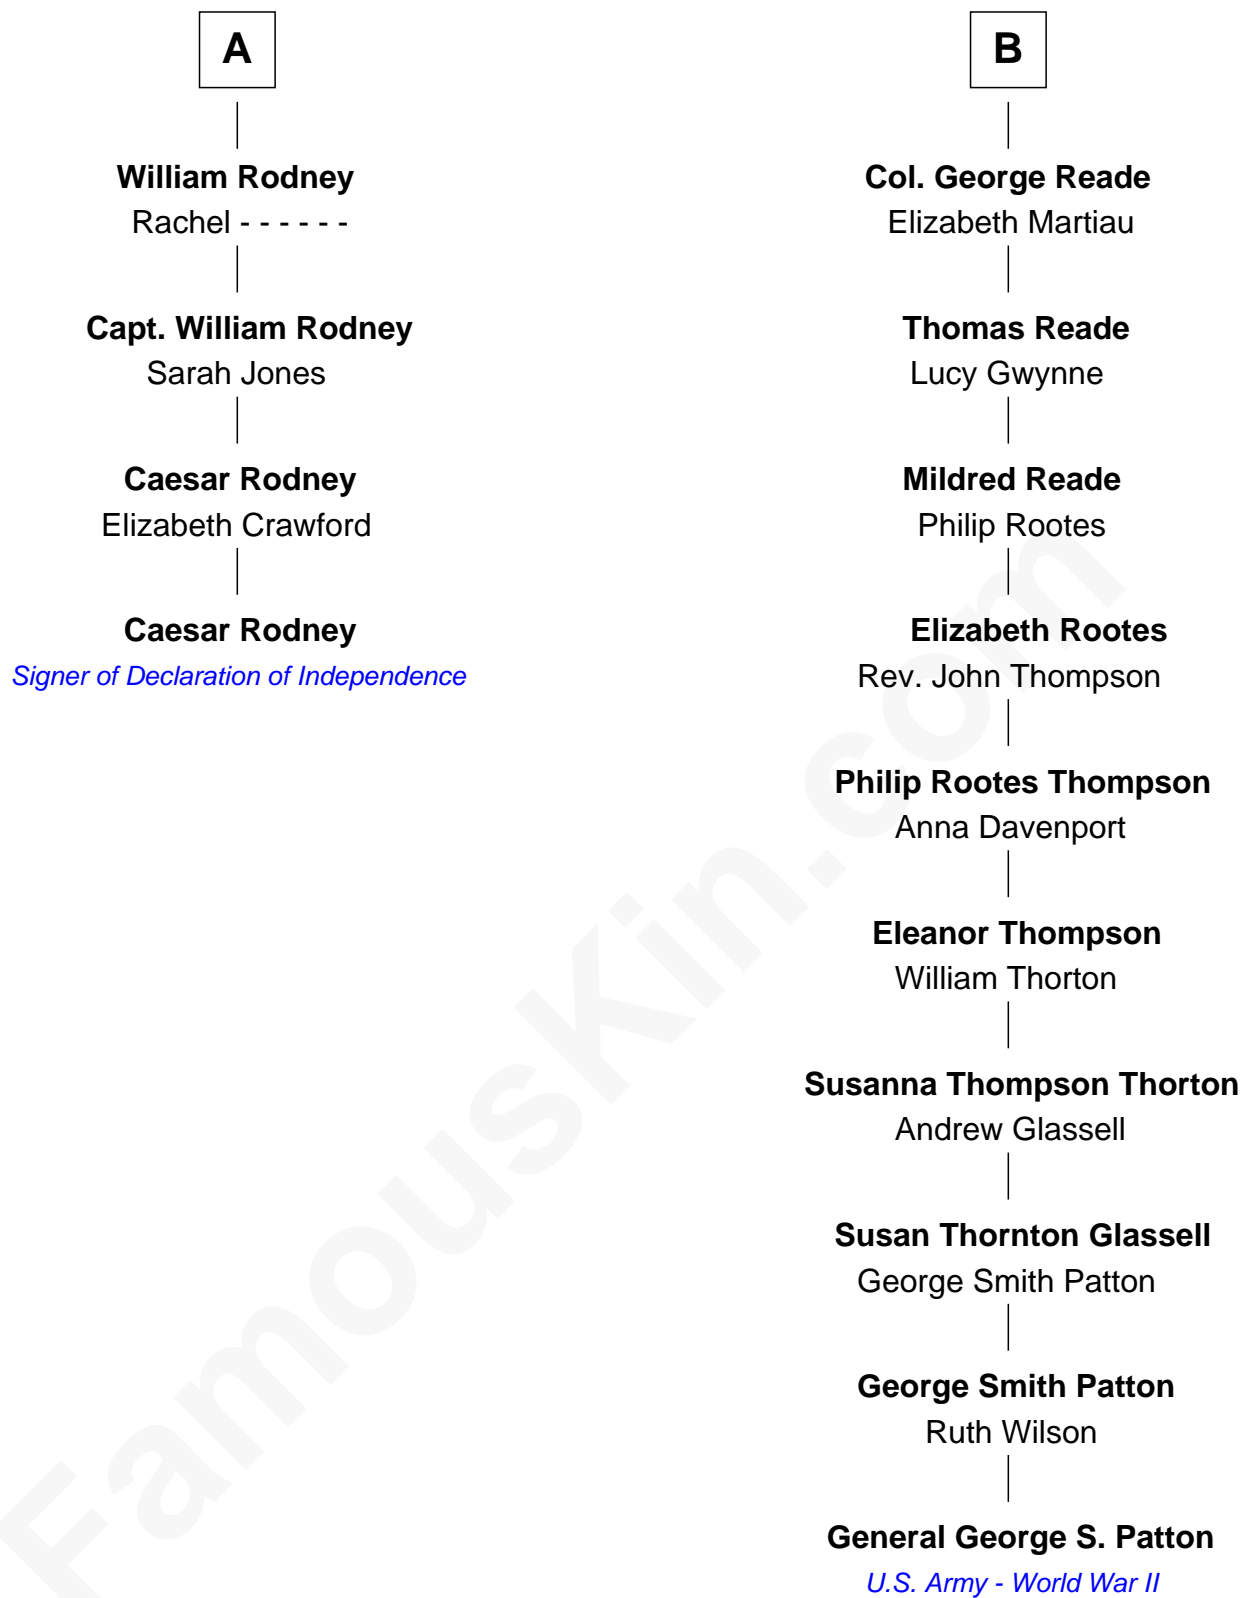 A
William Rodney
Rachel - - - - - -
Capt. William Rodney
Sarah Jones
Caesar Rodney
Elizabeth Crawford
Caesar Rodney
Signer of Declaration of Independence
B
Col. George Reade
Elizabeth Martiau
Thomas Reade
Lucy Gwynne
Mildred Reade
Philip Rootes
Elizabeth Rootes
Rev. John Thompson
Philip Rootes Thompson
Anna Davenport
Eleanor Thompson
William Thorton
Susanna Thompson Thorton
Andrew Glassell
Susan Thornton Glassell
George Smith Patton
George Smith Patton
Ruth Wilson
General George S. Patton
U.S. Army - World War II
FamousKin.com